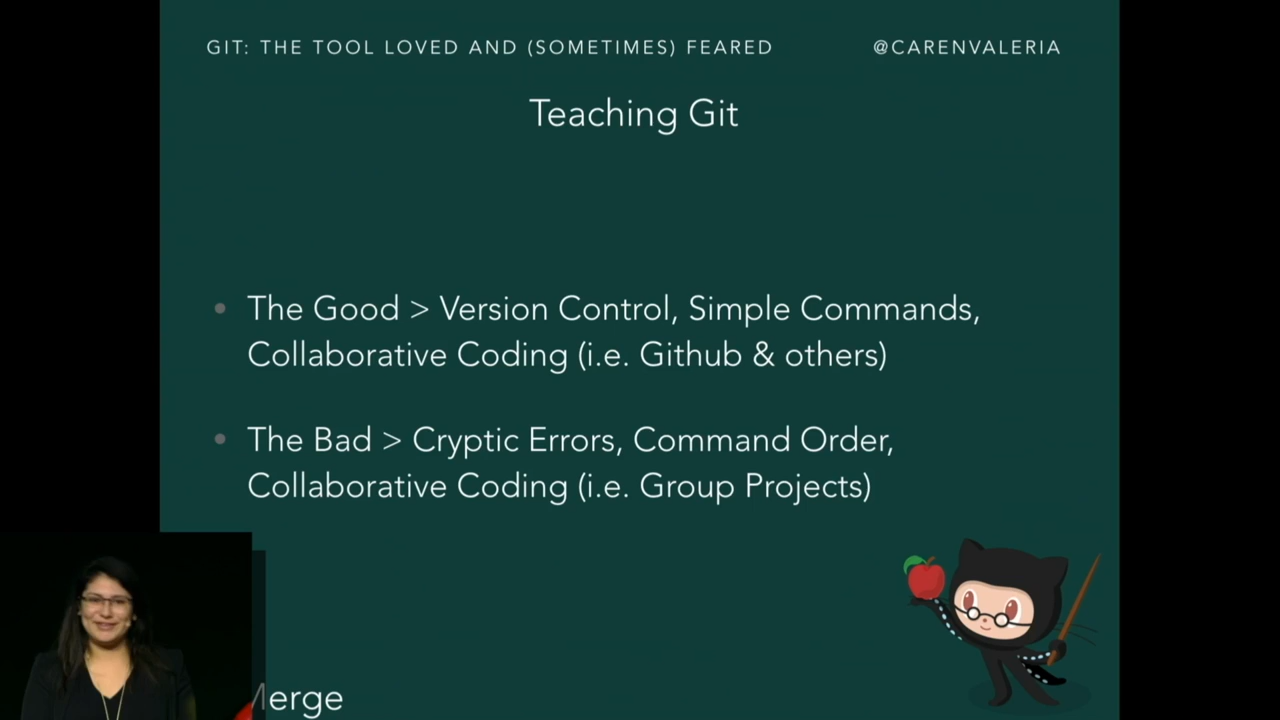 GIT: THE TOOL LOVED AND (SOMETIMES) FEARED @CARENVALERIA
Teaching Git
• The Good > Version Control, Simple Commands,
Collaborative Coding (i.e. Github & others)
• The Bad > Cryptic Errors, Command Order,
Collaborative Coding (i.e. Group Projects)
Merge